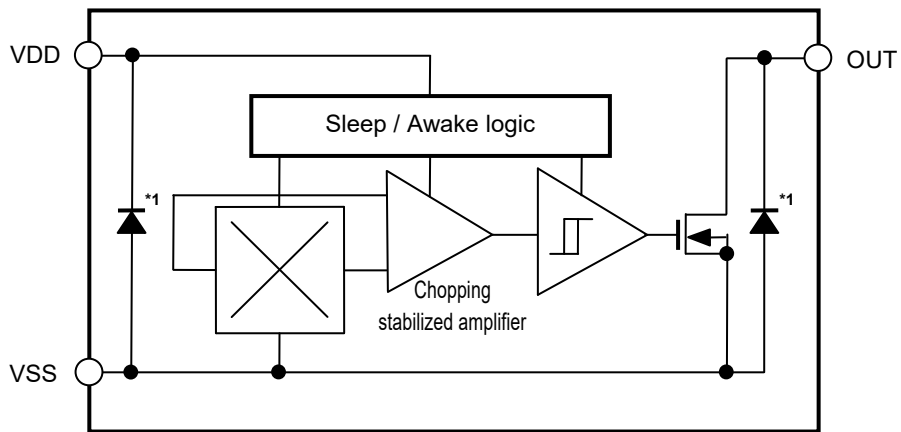 VDD
OUT
Sleep / Awake logic
*1
*1
Chopping
stabilized amplifier
VSS